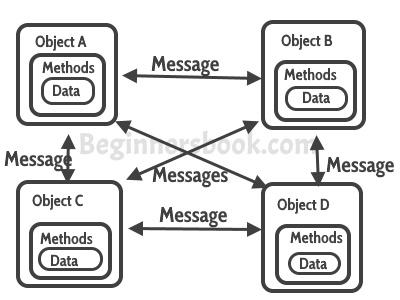 Object A
Methods
Data
Message
Object B
Methods
Data
Beginnersbook.com
Message
Messages
Message
Object C
Methods
Data
Message
Object D
Methods
Data